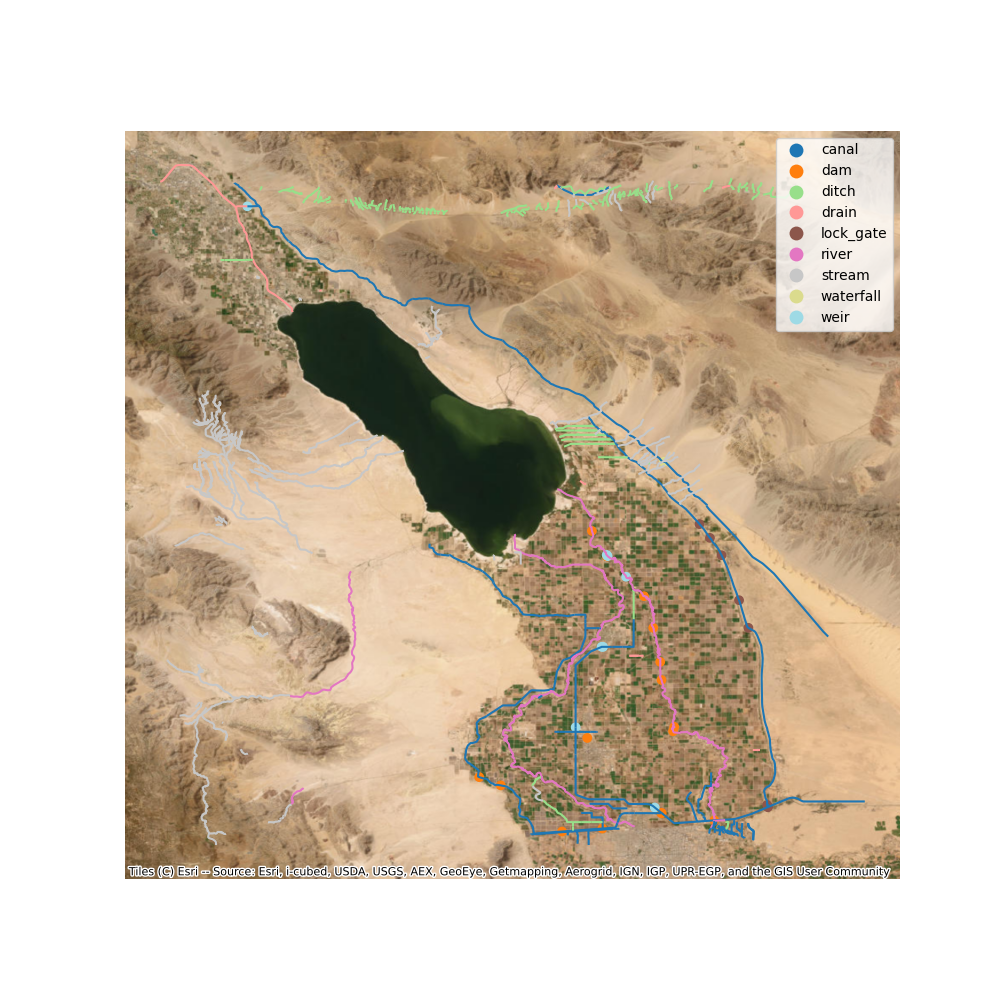 canal
dam
ditch
drain
lock_gate
river
stream
waterfall
weir
Tiles (C) Esri -- Source: Esri, i-cubed, USDA, USGS, AEX, GeoEye, Getmapping, Aerogrid, IGN, IGP, UPR-EGP, and the GIS User Community